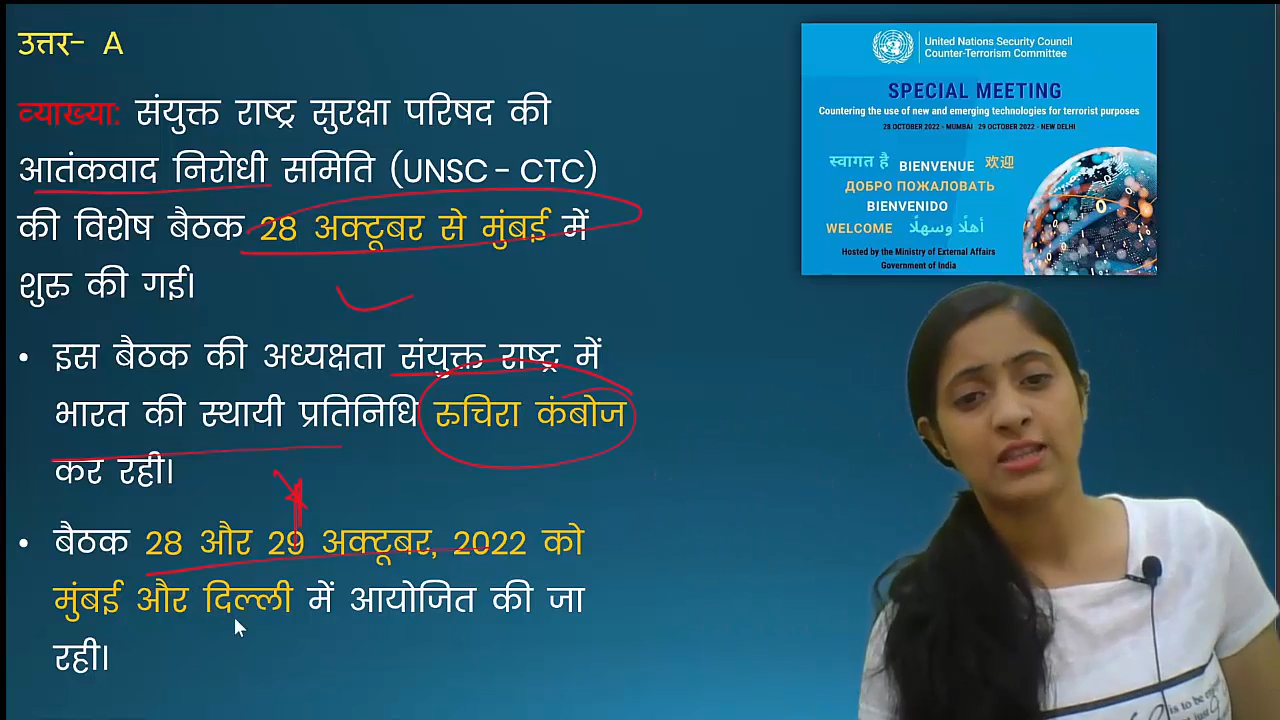 उत्तर- A
व्याख्या: संयुक्त राष्ट्र सुरक्षा परिषद की
आतंकवाद निरोधी समिति (UNSC - CTC)
की विशेष बैठक 28 अक्टूबर से मुंबई में
शुरु की गई।
• इस बैठक की अध्यक्षता संयुक्त राष्ट्र में
भारत की स्थायी प्रतिनिधि रुचिरा कंबोज
कर रही।
• बैठक 28 और 29 अक्टूबर, 2022 को
मुंबई और दिल्ली में आयोजित की जा
रही।
United Nations Security Council
Counter-Terrorism Committee
SPECIAL MEETING
Countering the use of new and emerging technologies for terrorist purposes
28 OCTOBER 2022 - MUMBAI 29 OCTOBER 2022 - NEW DELHI
स्वागत है BIENVENUE 欢迎
ДОБРО ПОЖАЛОВАТЬ
BIENVENIDO
WELCOME أهلًا وسهلًا
Hosted by the Ministry of External Affairs
Government of India